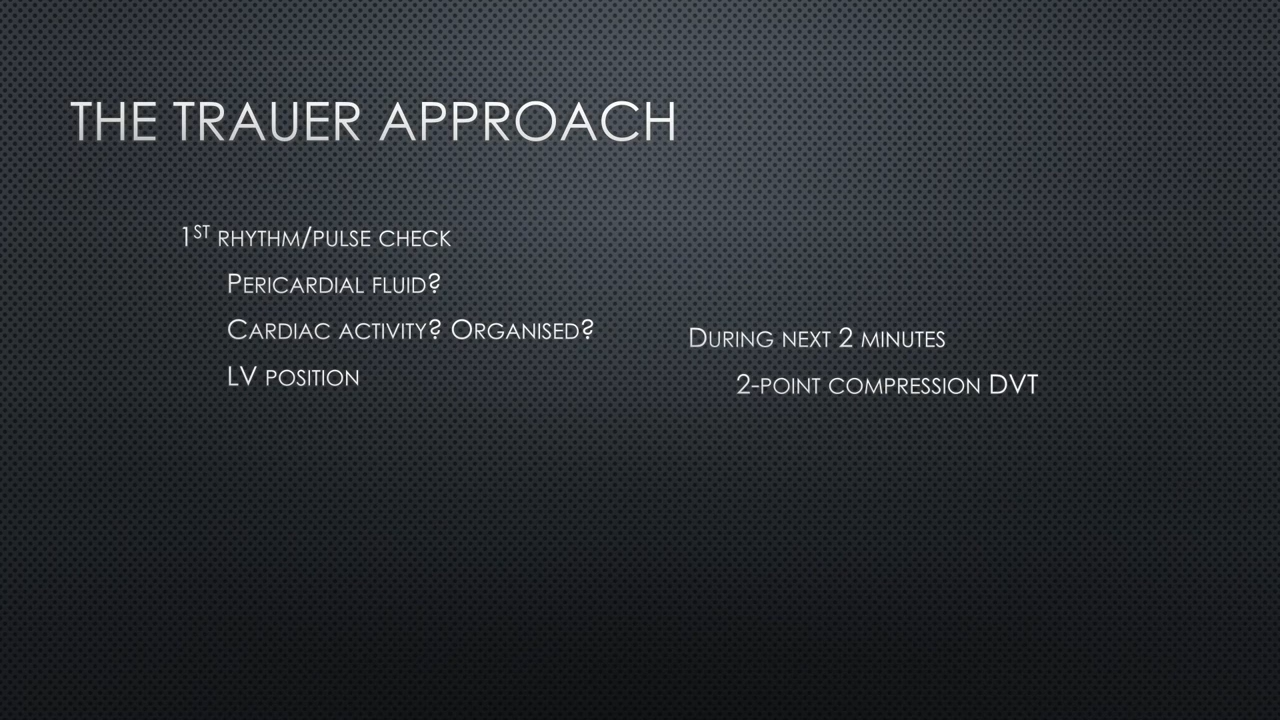 THE TRAUER APPROACH
1ST RHYTHM/PULSE CHECK
PERICARDIAL FLUID?
CARDIAC ACTIVITY? ORGANISED?
LV POSITION
DURING NEXT 2 MINUTES
2-POINT COMPRESSION DVT